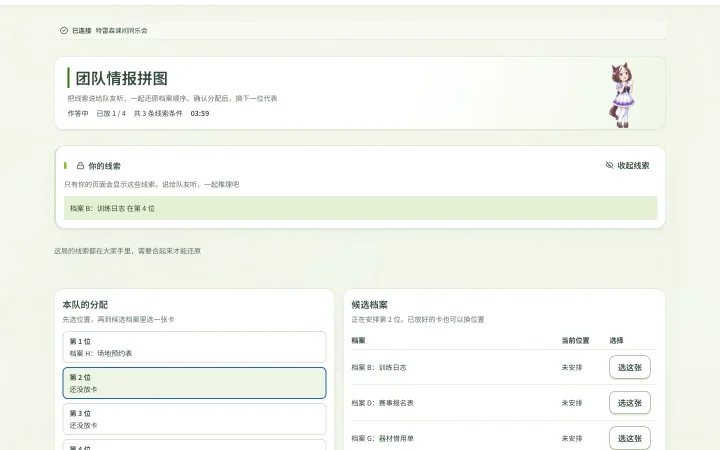 已连接 特雷森课间同乐会
团队情报拼图
把线索说给队友听，一起还原档案顺序。确认分配后，换下一位代表
作答中 已放 1 / 4 共 3 条线索条件 03:59
你的线索
收起线索
只有你的页面会显示这些线索。说给队友听，一起推理吧
档案 B：训练日志 在第 4 位
这局的线索都在大家手里，需要合起来才能还原
本队的分配
先选位置，再到候选档案里选一张卡
第 1 位
档案 H：场地预约表
第 2 位
还没放卡
第 3 位
还没放卡
第 4 位
候选档案
正在安排第 2 位。已放好的卡也可以换位置
档案 当前位置 选择
档案 B：训练日志 未安排 选这张
档案 D：赛事报名表 未安排 选这张
档案 G：器材借用单 未安排 选这张